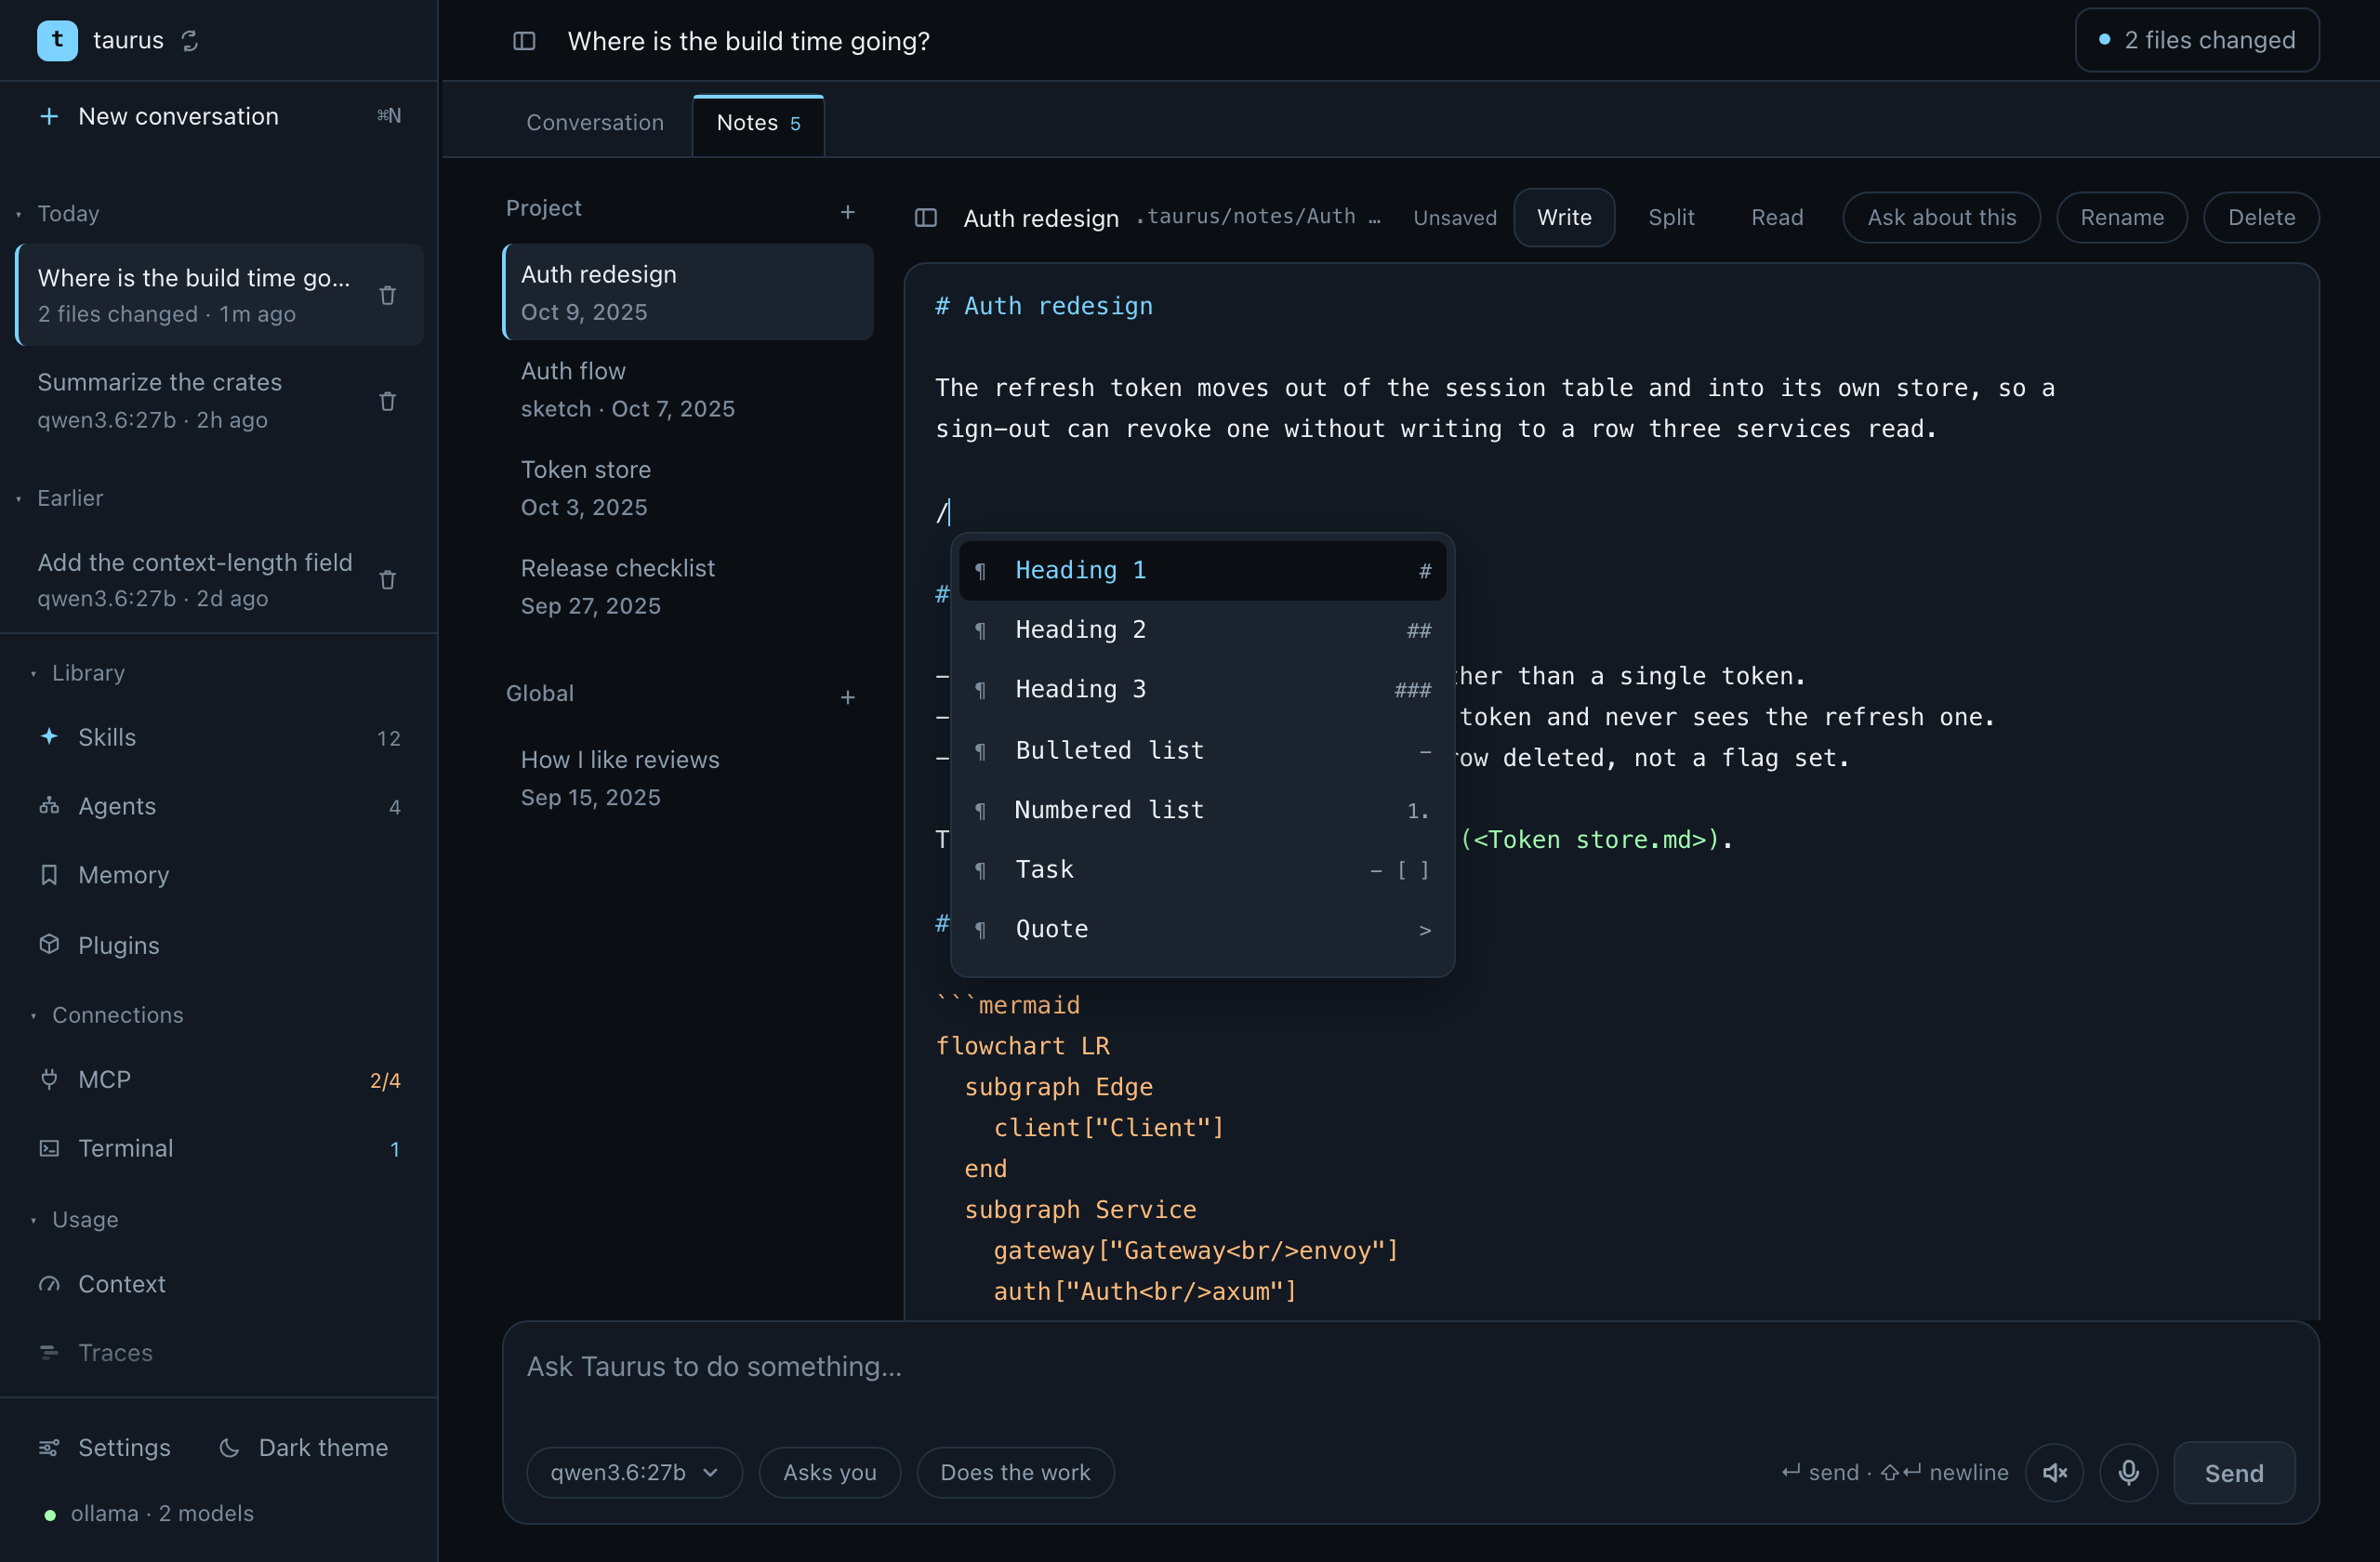 t taurus
New conversation ⌘N
Today
Where is the build time go...
2 files changed · 1m ago
Summarize the crates
qwen3.6:27b · 2h ago
Earlier
Add the context-length field
qwen3.6:27b · 2d ago
Library
Skills 12
Agents 4
Memory
Plugins
Connections
MCP 2/4
Terminal 1
Usage
Context
Traces
Settings Dark theme
ollama · 2 models
Where is the build time going?
2 files changed
Conversation Notes 5
Project +
Auth redesign
Oct 9, 2025
Auth flow
sketch · Oct 7, 2025
Token store
Oct 3, 2025
Release checklist
Sep 27, 2025
Global +
How I like reviews
Sep 15, 2025
Auth redesign .taurus/notes/Auth … Unsaved Write Split Read Ask about this Rename Delete
# Auth redesign
The refresh token moves out of the session table and into its own store, so a
sign-out can revoke one without writing to a row three services read.
/
¶ Heading 1 #
¶ Heading 2 ##
¶ Heading 3 ###
¶ Bulleted list -
¶ Numbered list 1.
¶ Task - [ ]
¶ Quote >
#
- ther than a single token.
- token and never sees the refresh one.
- ow deleted, not a flag set.
T (<Token store.md>).
#
```mermaid
flowchart LR
subgraph Edge
client["Client"]
end
subgraph Service
gateway["Gateway<br/>envoy"]
auth["Auth<br/>axum"]
Ask Taurus to do something...
qwen3.6:27b Asks you Does the work
↵ send · ⇧↵ newline Send